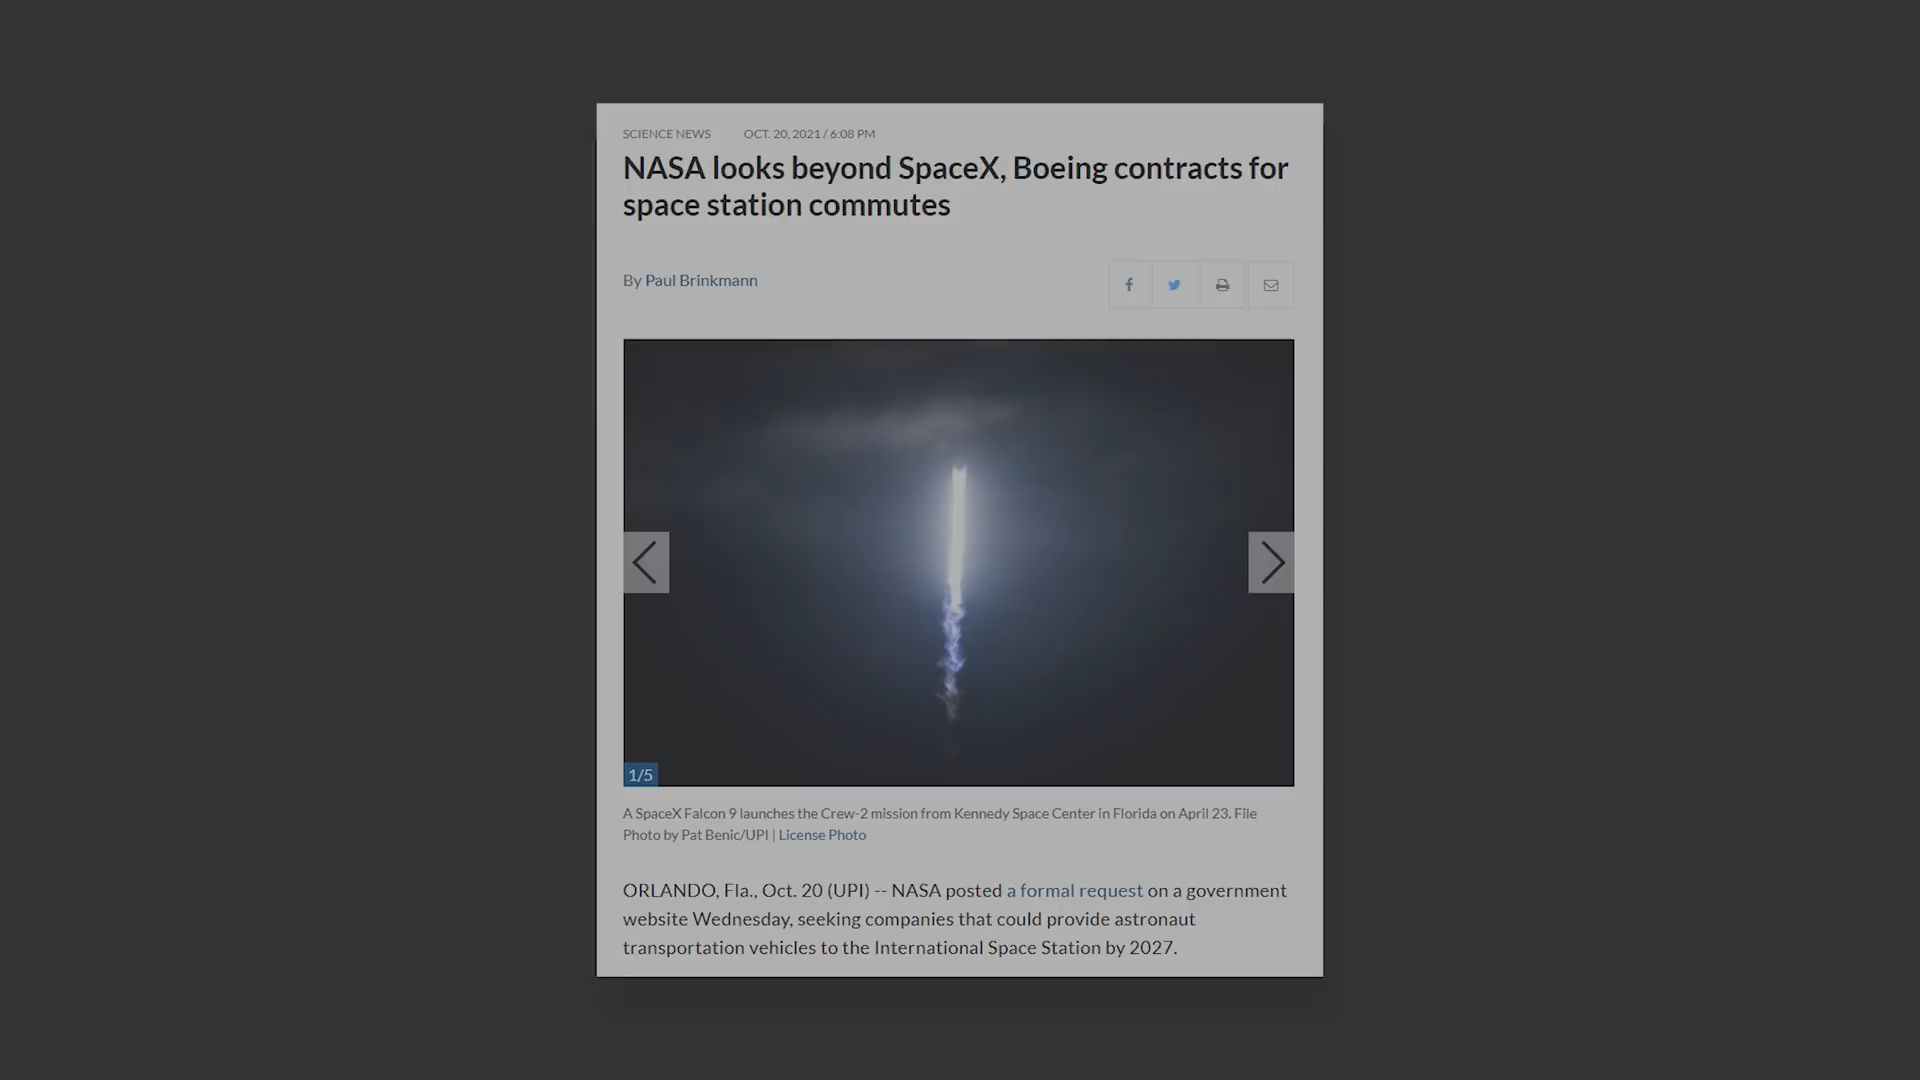 SCIENCE NEWS OCT. 20, 2021 / 6:08 PM
NASA looks beyond SpaceX, Boeing contracts for
space station commutes
By Paul Brinkmann
1/5
A SpaceX Falcon 9 launches the Crew-2 mission from Kennedy Space Center in Florida on April 23. File
Photo by Pat Benic/UPI | License Photo
ORLANDO, Fla., Oct. 20 (UPI) -- NASA posted a formal request on a government
website Wednesday, seeking companies that could provide astronaut
transportation vehicles to the International Space Station by 2027.